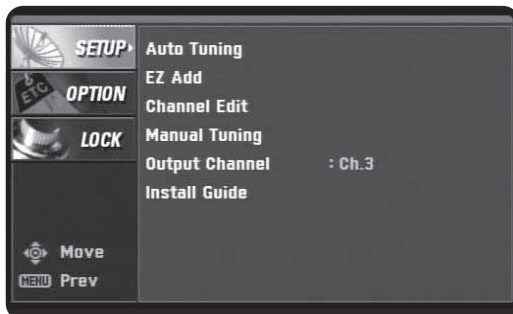 SETUP
OPTION
ETC
LOCK
Auto Tuning
EZ Add
Channel Edit
Manual Tuning
Output Channel : Ch.3
Install Guide
Move
MENU Prev